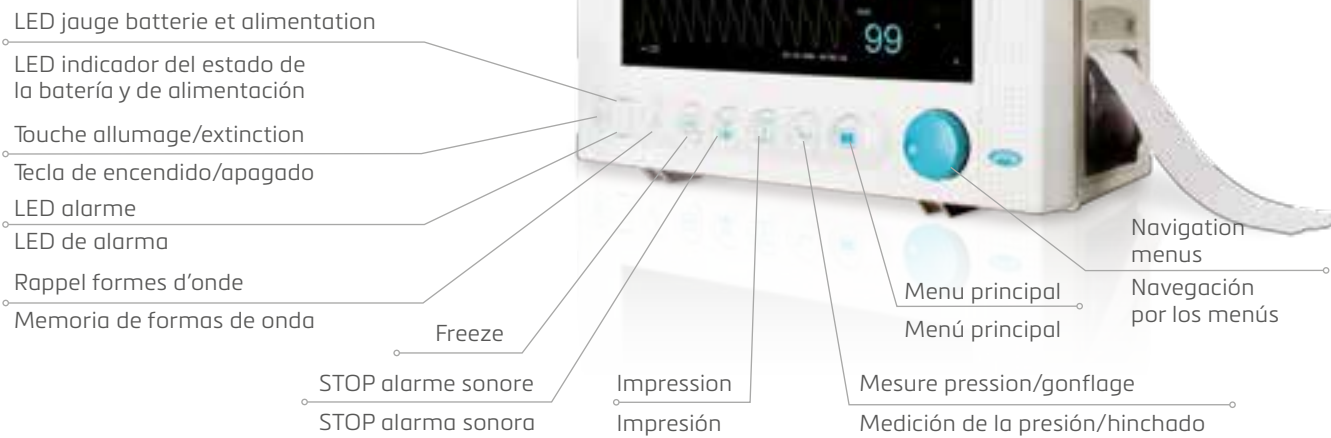 LED jauge batterie et alimentation
LED indicador del estado de
la batería y de alimentación
Touche allumage/extinction
Tecla de encendido/apagado
LED alarme
LED de alarma
Rappel formes d'onde
Memoria de formas de onda
Freeze
STOP alarme sonore
STOP alarma sonora
Impression
Impresión
Mesure pression/gonflage
Medición de la presión/hinchado
Menu principal
Menú principal
Navigation
menus
Navegación
por los menús
99